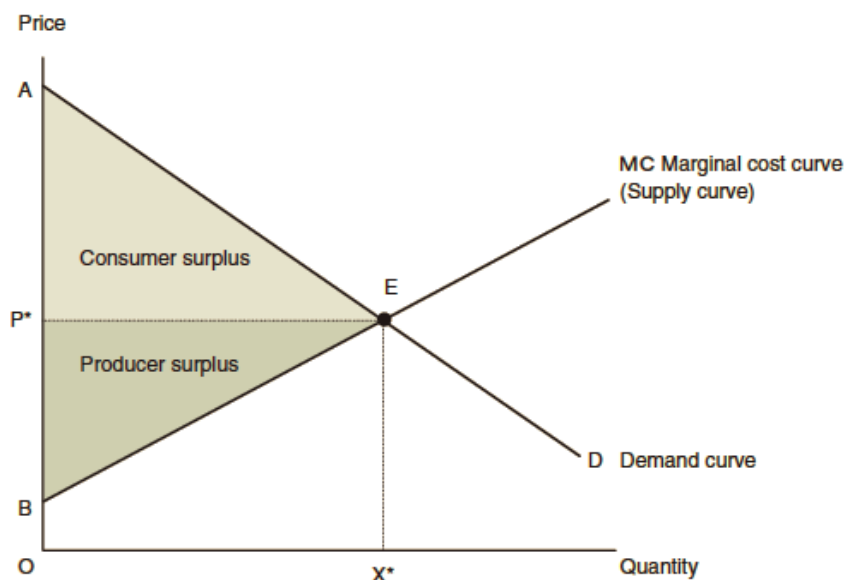 Price
A
MC Marginal cost curve
(Supply curve)
Consumer surplus
E
P*
Producer surplus
D Demand curve
B
O
X*
Quantity